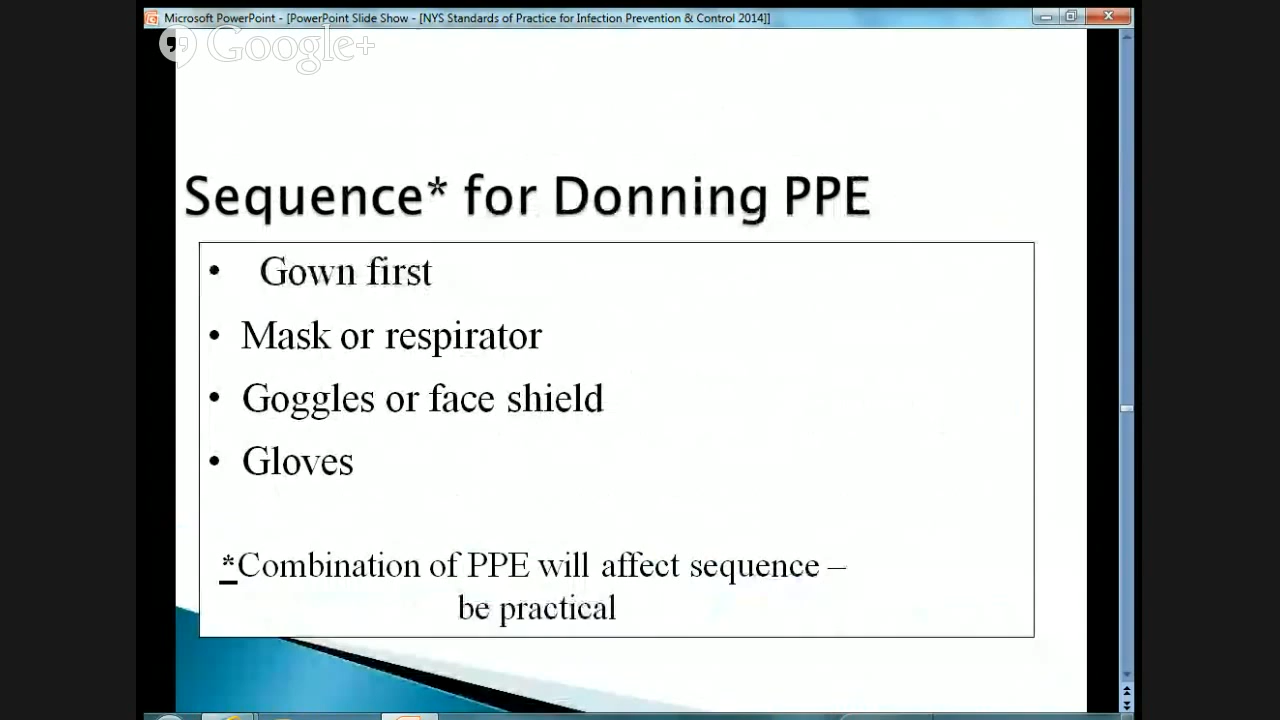 Microsoft PowerPoint - [PowerPoint Slide Show - [NYS Standards of Practice for Infection Prevention & Control 2014]]
Google+
Sequence* for Donning PPE
• Gown first
• Mask or respirator
• Goggles or face shield
• Gloves
*Combination of PPE will affect sequence –
be practical